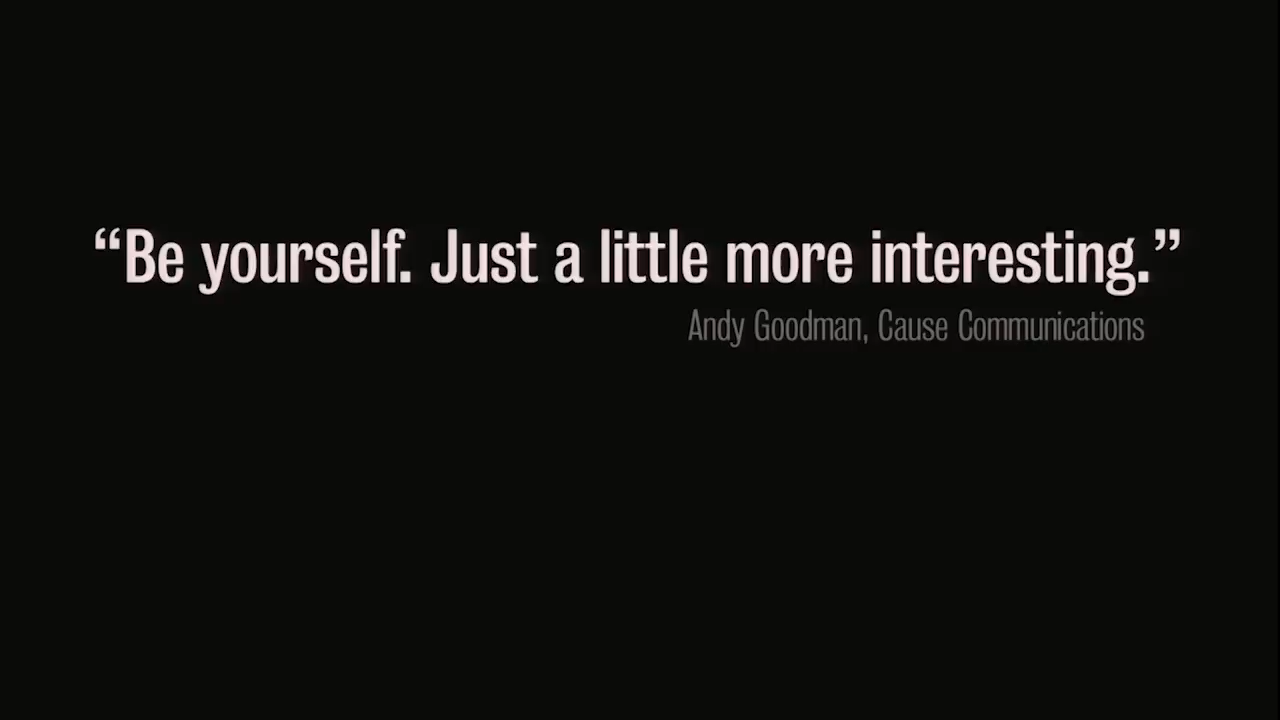 “Be yourself. Just a little more interesting.”
Andy Goodman, Cause Communications